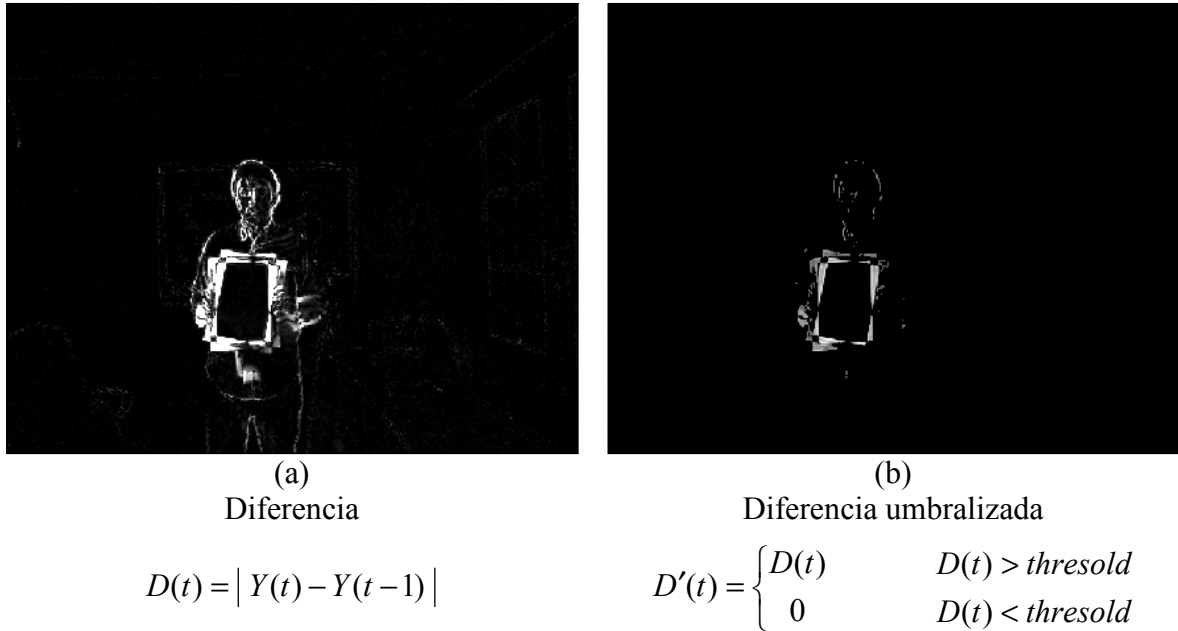 (a)
Diferencia
D(t) = | Y(t) − Y(t −1) |
(b)
Diferencia umbralizada
D′(t) = { D(t) D(t) > thresold
0 D(t) < thresold